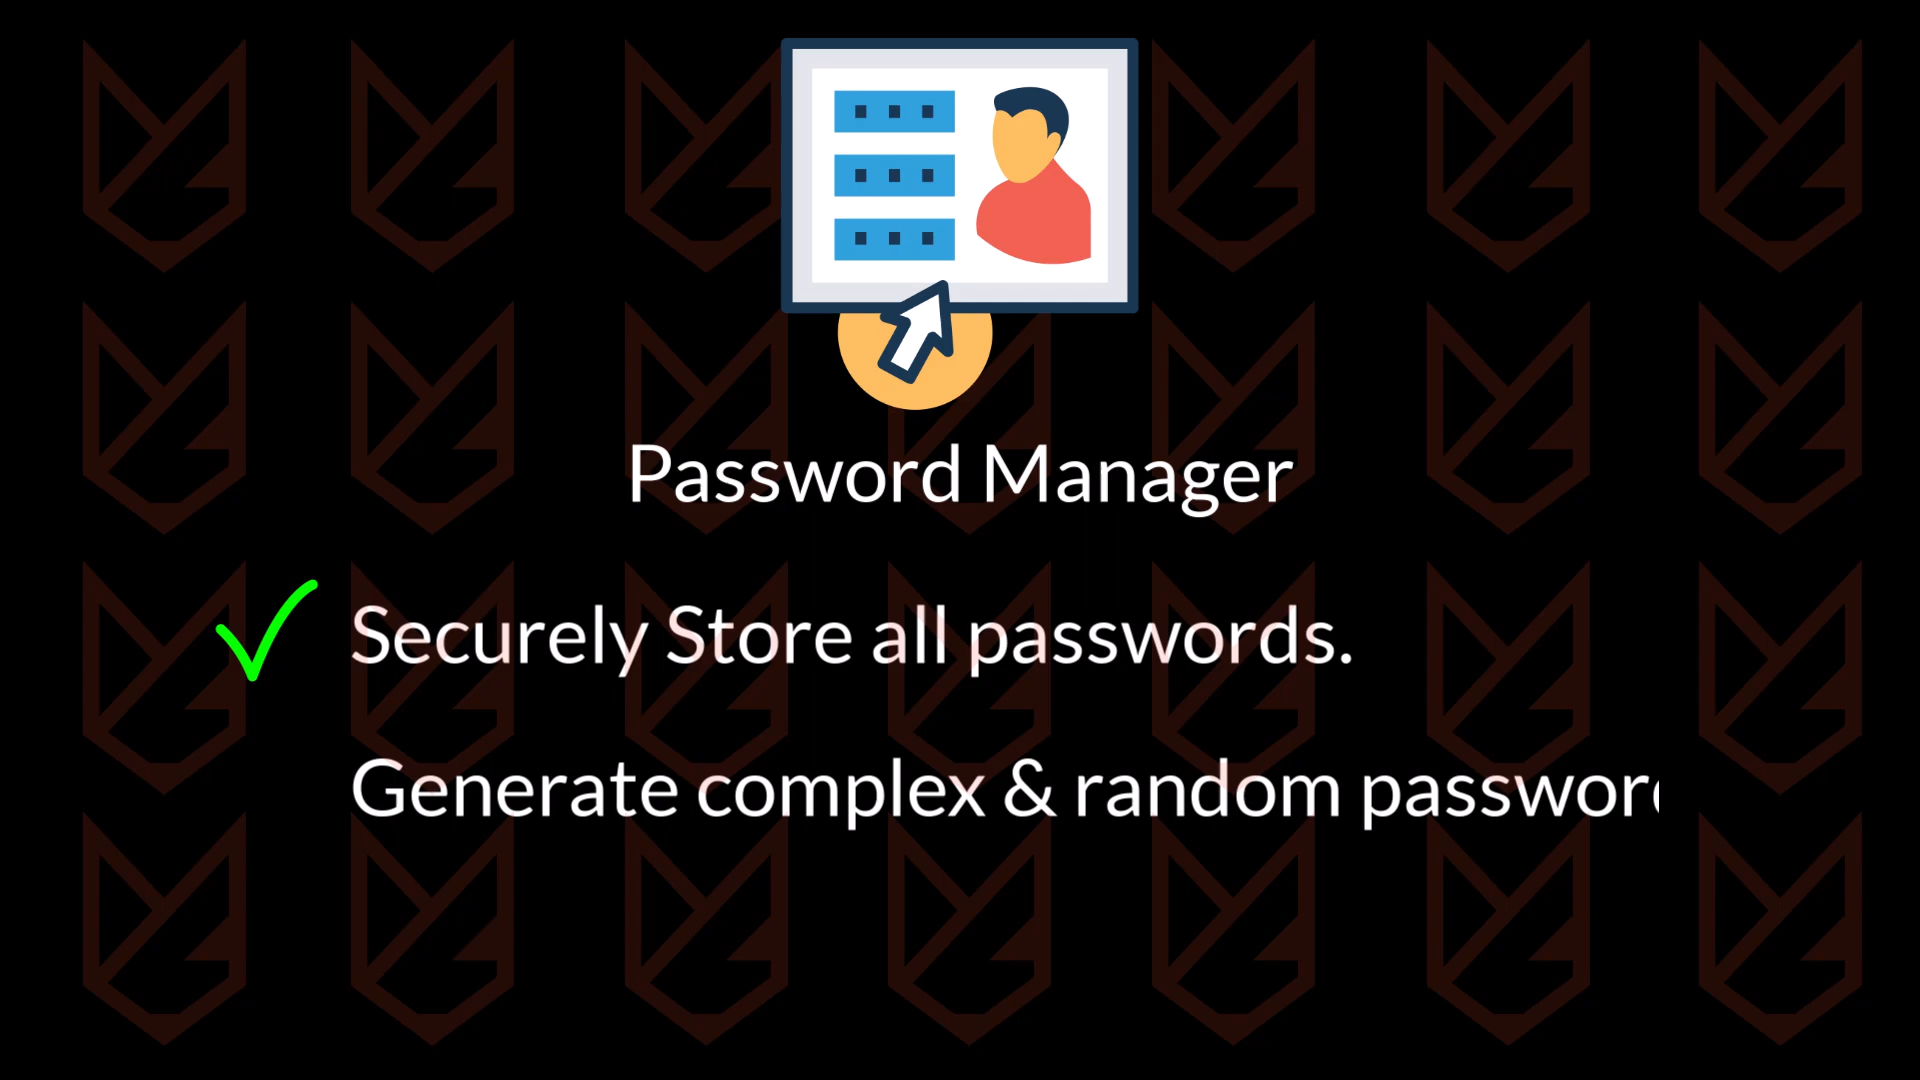 Password Manager
Securely Store all passwords.
Generate complex & random passwor